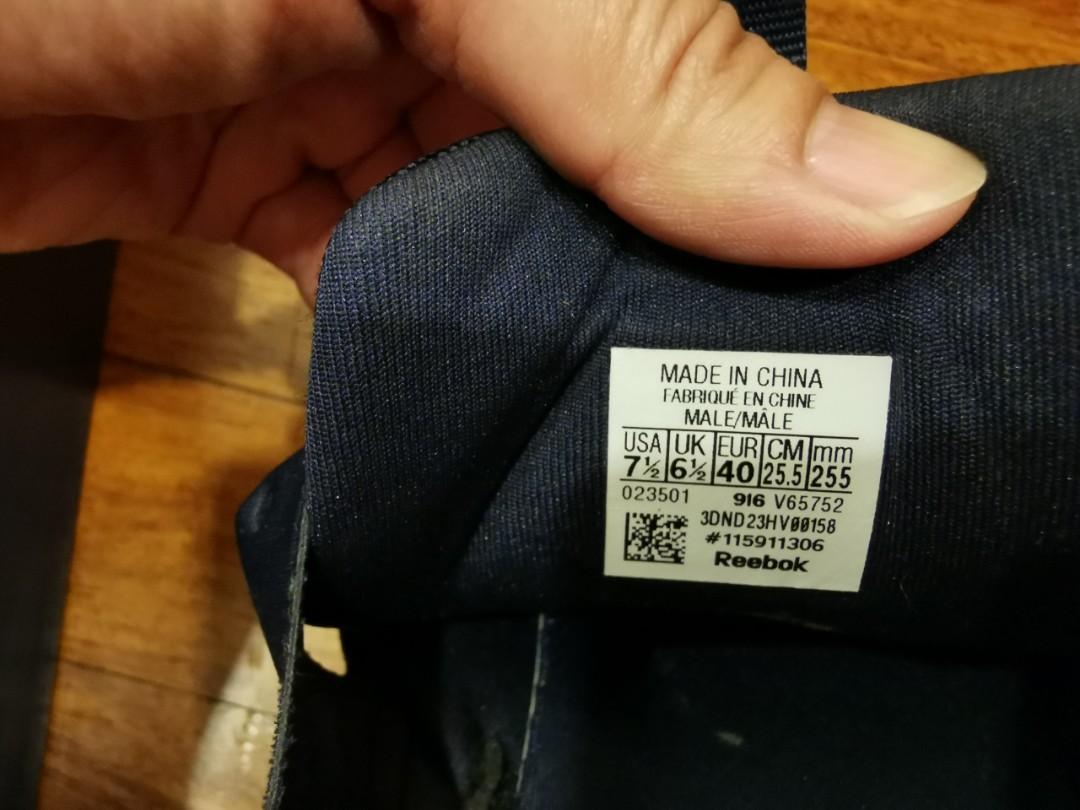 MADE IN CHINA
FABRIQUÉ EN CHINE
MALE/MÂLE
USA UK EUR CM mm
7½ 6½ 40 25.5 255
023501 916 V65752
3DND23HV00158
#115911306
Reebok